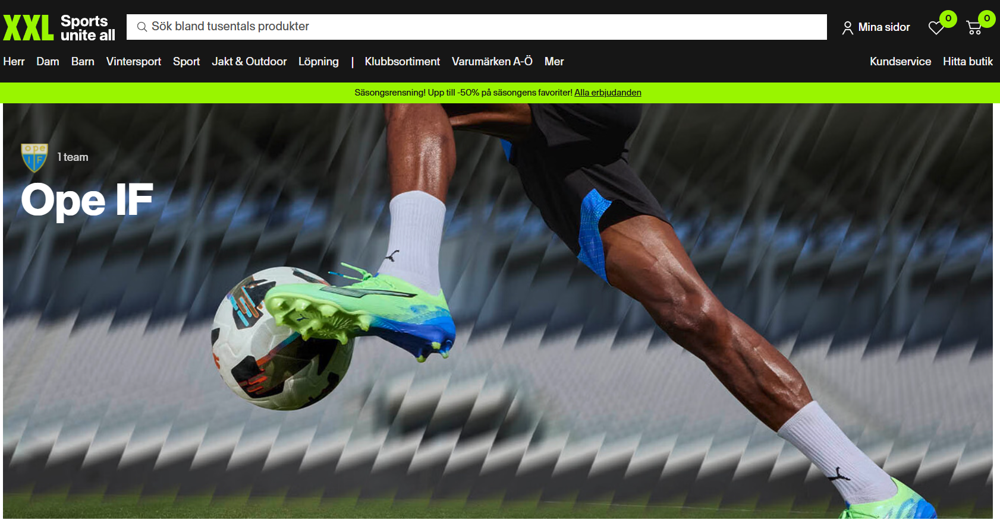 XXL Sports
unite all
Sök bland tusentals produkter
Mina sidor
0
0
Herr Dam Barn Vintersport Sport Jakt & Outdoor Löpning | Klubbsortiment Varumärken A-Ö Mer
Kundservice Hitta butik
Säsongsrensning! Upp till -50% på säsongens favoriter! Alla erbjudanden
ope
IF
1 team
Ope IF